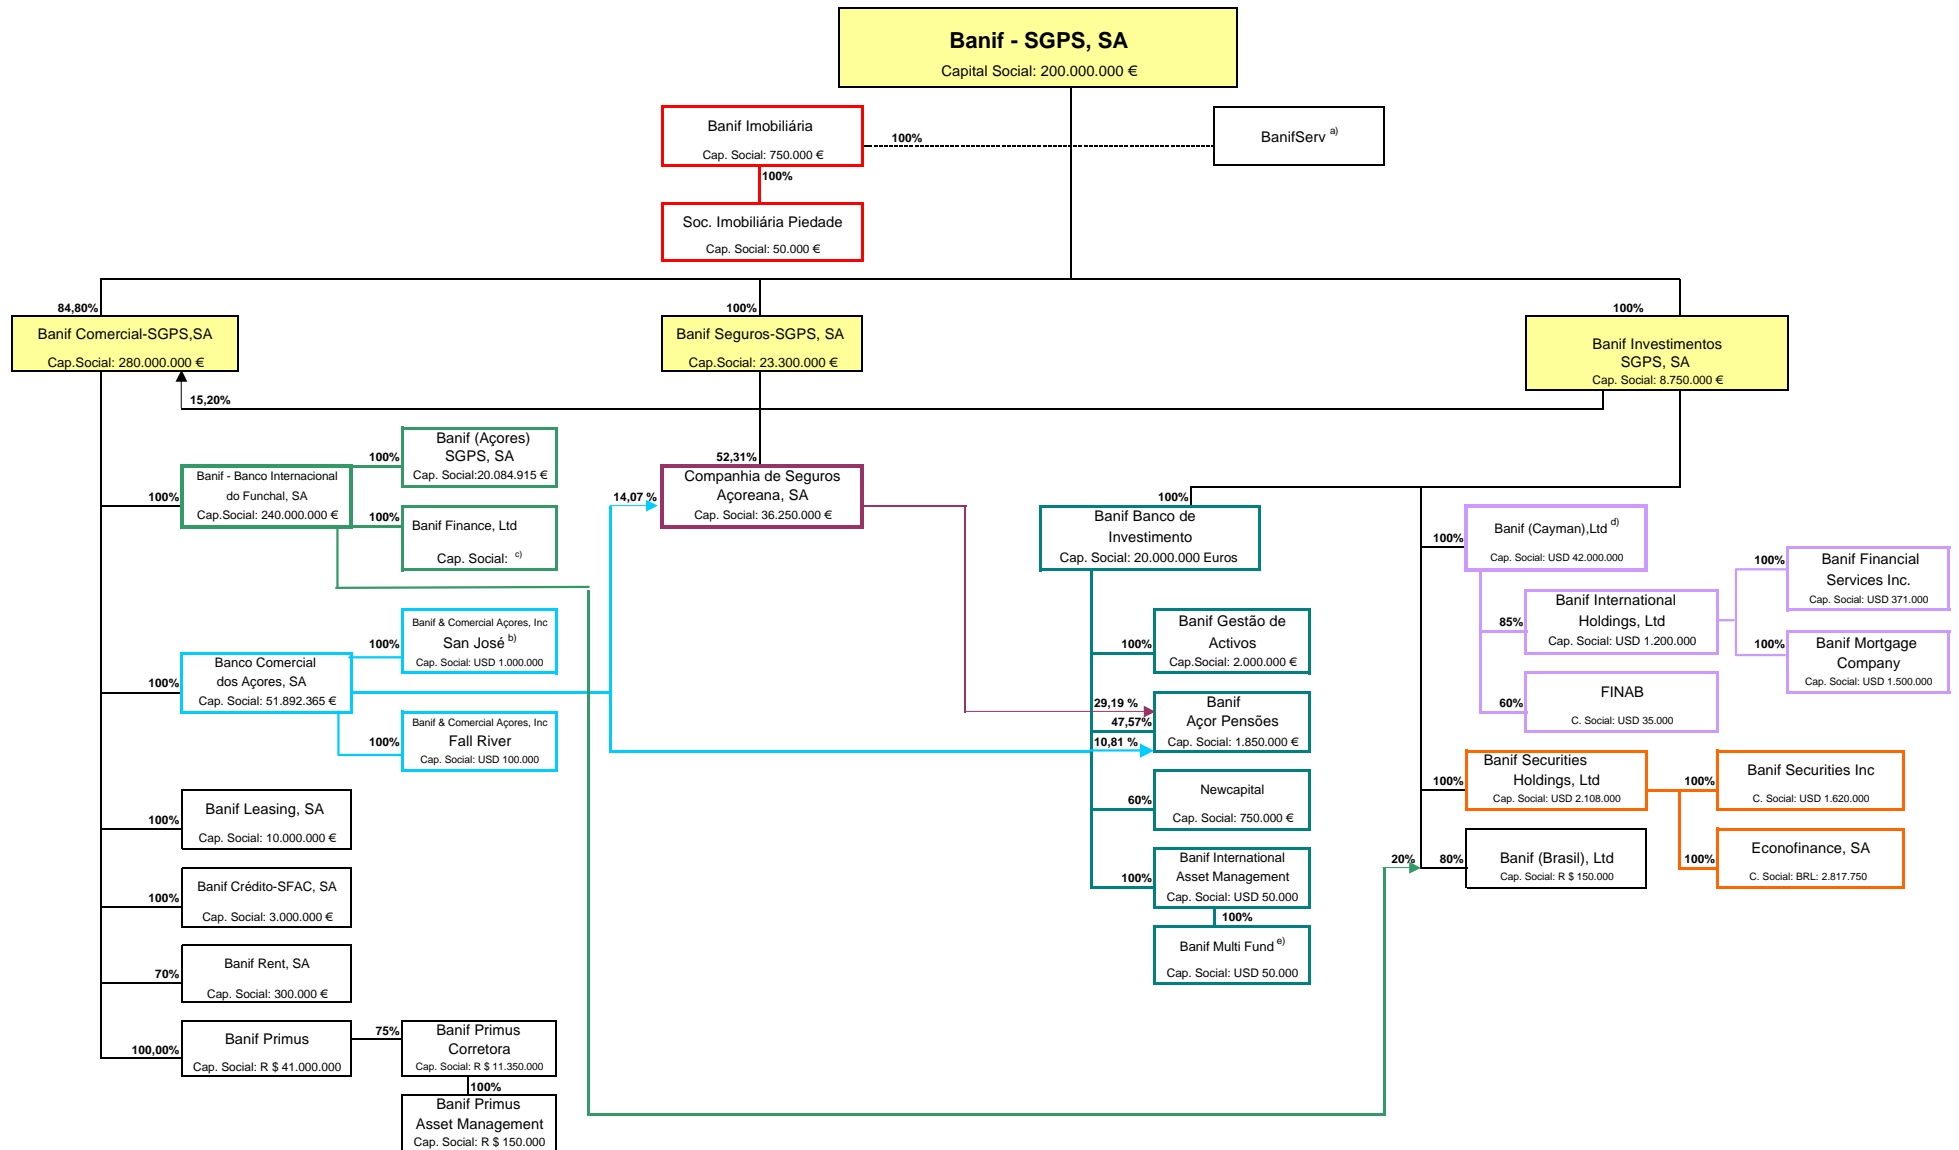 Banif - SGPS, SA
Capital Social: 200.000.000 €
Banif Imobiliária
Cap. Social: 750.000 €
100%
BanifServ a)
100%
Soc. Imobiliária Piedade
Cap. Social: 50.000 €
84,80%
Banif Comercial-SGPS,SA
Cap.Social: 280.000.000 €
100%
Banif Seguros-SGPS, SA
Cap.Social: 23.300.000 €
100%
Banif Investimentos
SGPS, SA
Cap. Social: 8.750.000 €
15,20%
100%
Banif - Banco Internacional
do Funchal, SA
Cap.Social: 240.000.000 €
100%
Banif (Açores)
SGPS, SA
Cap. Social:20.084.915 €
100%
Banif Finance, Ltd
Cap. Social: c)
100%
Banco Comercial
dos Açores, SA
Cap. Social: 51.892.365 €
100%
Banif & Comercial Açores, Inc
San José b)
Cap. Social: USD 1.000.000
100%
Banif & Comercial Açores, Inc
Fall River
Cap. Social: USD 100.000
100%
Banif Leasing, SA
Cap. Social: 10.000.000 €
100%
Banif Crédito-SFAC, SA
Cap. Social: 3.000.000 €
70%
Banif Rent, SA
Cap. Social: 300.000 €
100,00%
Banif Primus
Cap. Social: R $ 41.000.000
75%
Banif Primus
Corretora
Cap. Social: R $ 11.350.000
100%
Banif Primus
Asset Management
Cap. Social: R $ 150.000
52,31%
14,07 %
Companhia de Seguros
Açoreana, SA
Cap. Social: 36.250.000 €
100%
Banif Banco de
Investimento
Cap. Social: 20.000.000 Euros
100%
Banif Gestão de
Activos
Cap.Social: 2.000.000 €
29,19 %
47,57%
10,81 %
Banif
Açor Pensões
Cap. Social: 1.850.000 €
60%
Newcapital
Cap. Social: 750.000 €
100%
Banif International
Asset Management
Cap. Social: USD 50.000
100%
Banif Multi Fund e)
Cap. Social: USD 50.000
100%
Banif (Cayman),Ltd d)
Cap. Social: USD 42.000.000
85%
Banif International
Holdings, Ltd
Cap. Social: USD 1.200.000
100%
Banif Financial
Services Inc.
Cap. Social: USD 371.000
100%
Banif Mortgage
Company
Cap. Social: USD 1.500.000
60%
FINAB
C. Social: USD 35.000
100%
Banif Securities
Holdings, Ltd
Cap. Social: USD 2.108.000
100%
Banif Securities Inc
C. Social: USD 1.620.000
100%
Econofinance, SA
C. Social: BRL: 2.817.750
20%
80%
Banif (Brasil), Ltd
Cap. Social: R $ 150.000